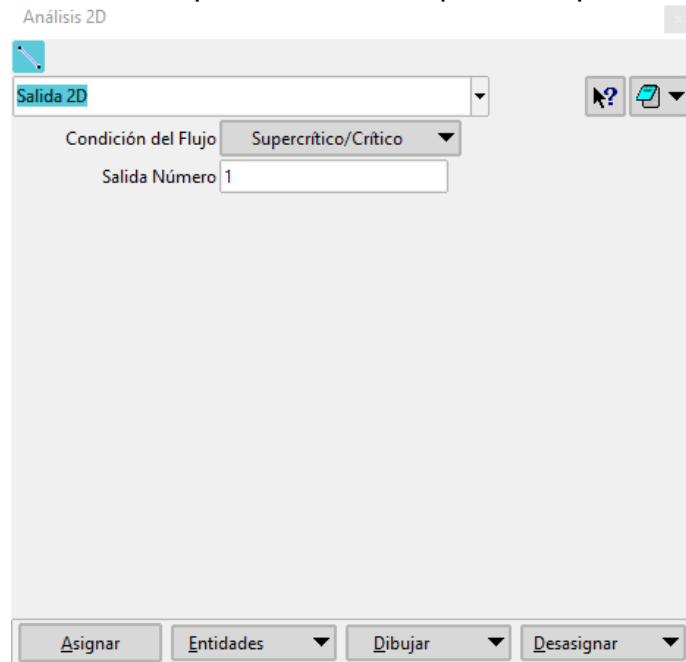 Análisis 2D
x
Salida 2D
?
Condición del Flujo Supercrítico/Crítico
Salida Número 1
Asignar Entidades Dibujar Desasignar